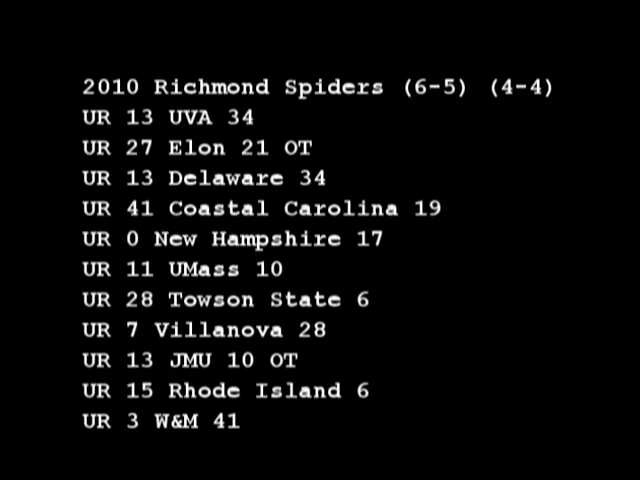 2010 Richmond Spiders (6-5) (4-4)
UR 13 UVA 34
UR 27 Elon 21 OT
UR 13 Delaware 34
UR 41 Coastal Carolina 19
UR 0 New Hampshire 17
UR 11 UMass 10
UR 28 Towson State 6
UR 7 Villanova 28
UR 13 JMU 10 OT
UR 15 Rhode Island 6
UR 3 W&M 41